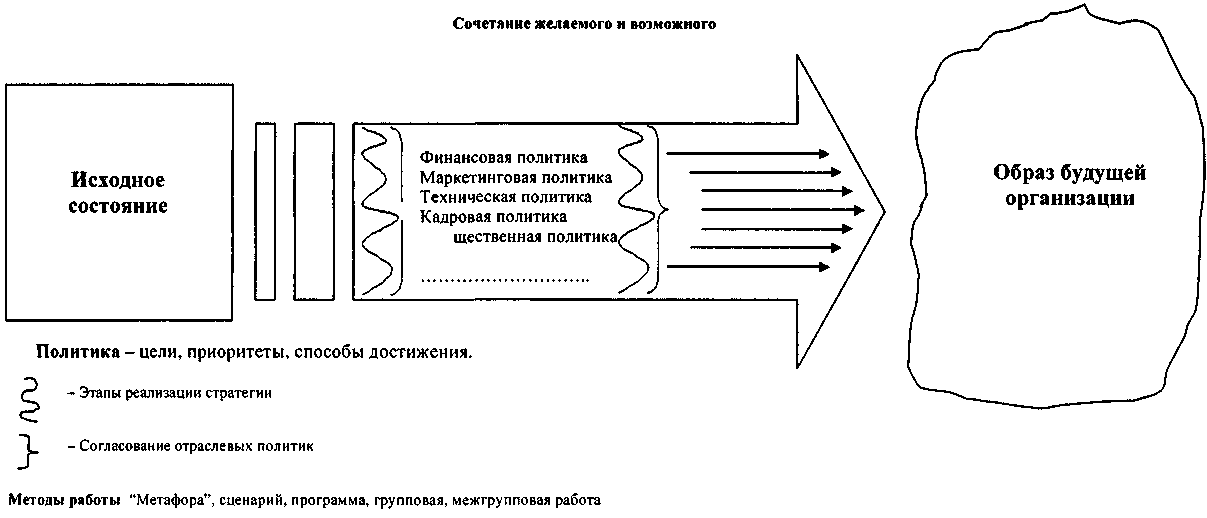 Сочетание желаемого и возможного
Исходное
состояние
Финансовая политика
Маркетинговая политика
Техническая политика
Кадровая политика
щественная политика
..............................
Образ будущей
организации
Политика – цели, приоритеты, способы достижения.
– Этапы реализации стратегии
– Согласование отраслевых политик
Методы работы “Метафора”, сценарий, программа, групповая, межгрупповая работа